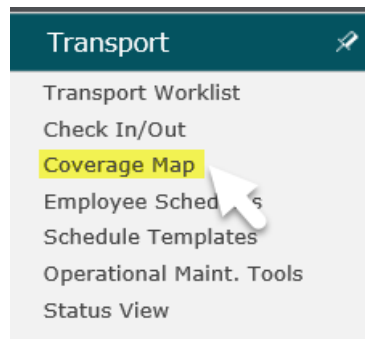 Transport
Transport Worklist
Check In/Out
Coverage Map
Employee
Schedule Templates
Operational Maint. Tools
Status View